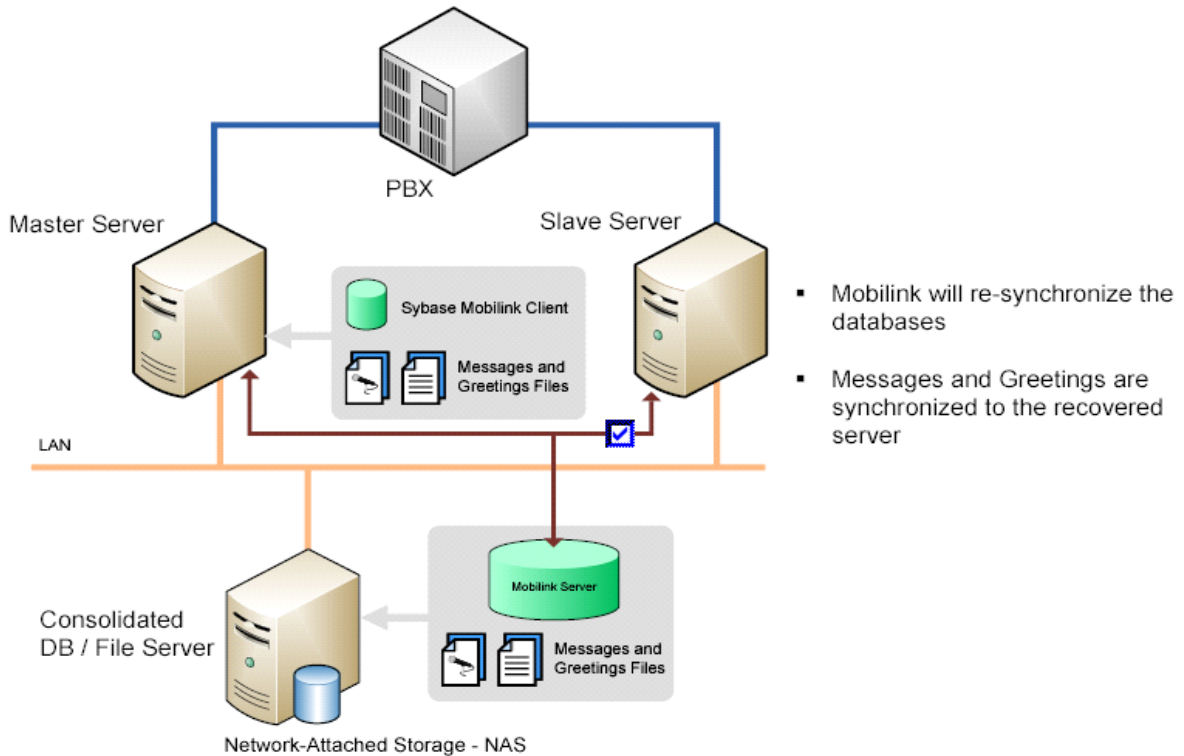 PBX
Master Server
Slave Server
Sybase Mobilink Client
Messages and
Greetings Files
▪ Mobilink will re-synchronize the
databases
▪ Messages and Greetings are
synchronized to the recovered
server
LAN
Mobilink Server
Consolidated
DB / File Server
Messages and
Greetings Files
Network-Attached Storage - NAS